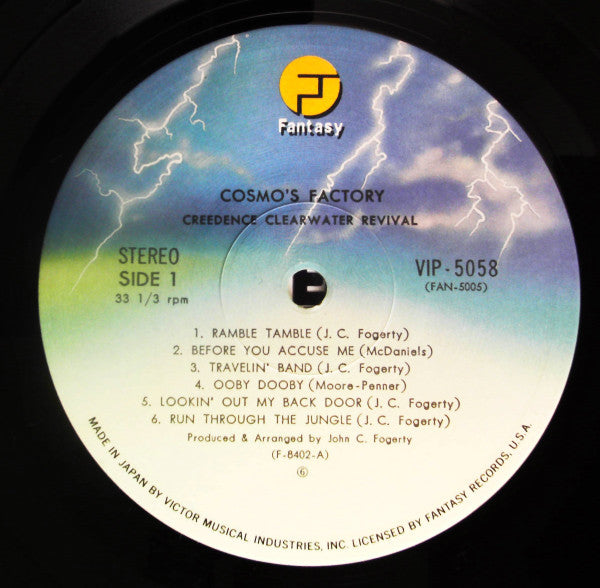 Fantasy
COSMO'S FACTORY
CREEDENCE CLEARWATER REVIVAL
STEREO
SIDE 1
33 1/3 rpm
VIP-5058
(FAN-5005)
1. RAMBLE TAMBLE (J. C. Fogerty)
2. BEFORE YOU ACCUSE ME (McDaniels)
3. TRAVELIN' BAND (J. C. Fogerty)
4. OOBY DOOBY (Moore-Penner)
5. LOOKIN' OUT MY BACK DOOR (J. C. Fogerty)
6. RUN THROUGH THE JUNGLE (J. C. Fogerty)
Produced & Arranged by John C. Fogerty
(F-8402-A)
⑥
MADE IN JAPAN BY VICTOR MUSICAL INDUSTRIES, INC. LICENSED BY FANTASY RECORDS, U.S.A.